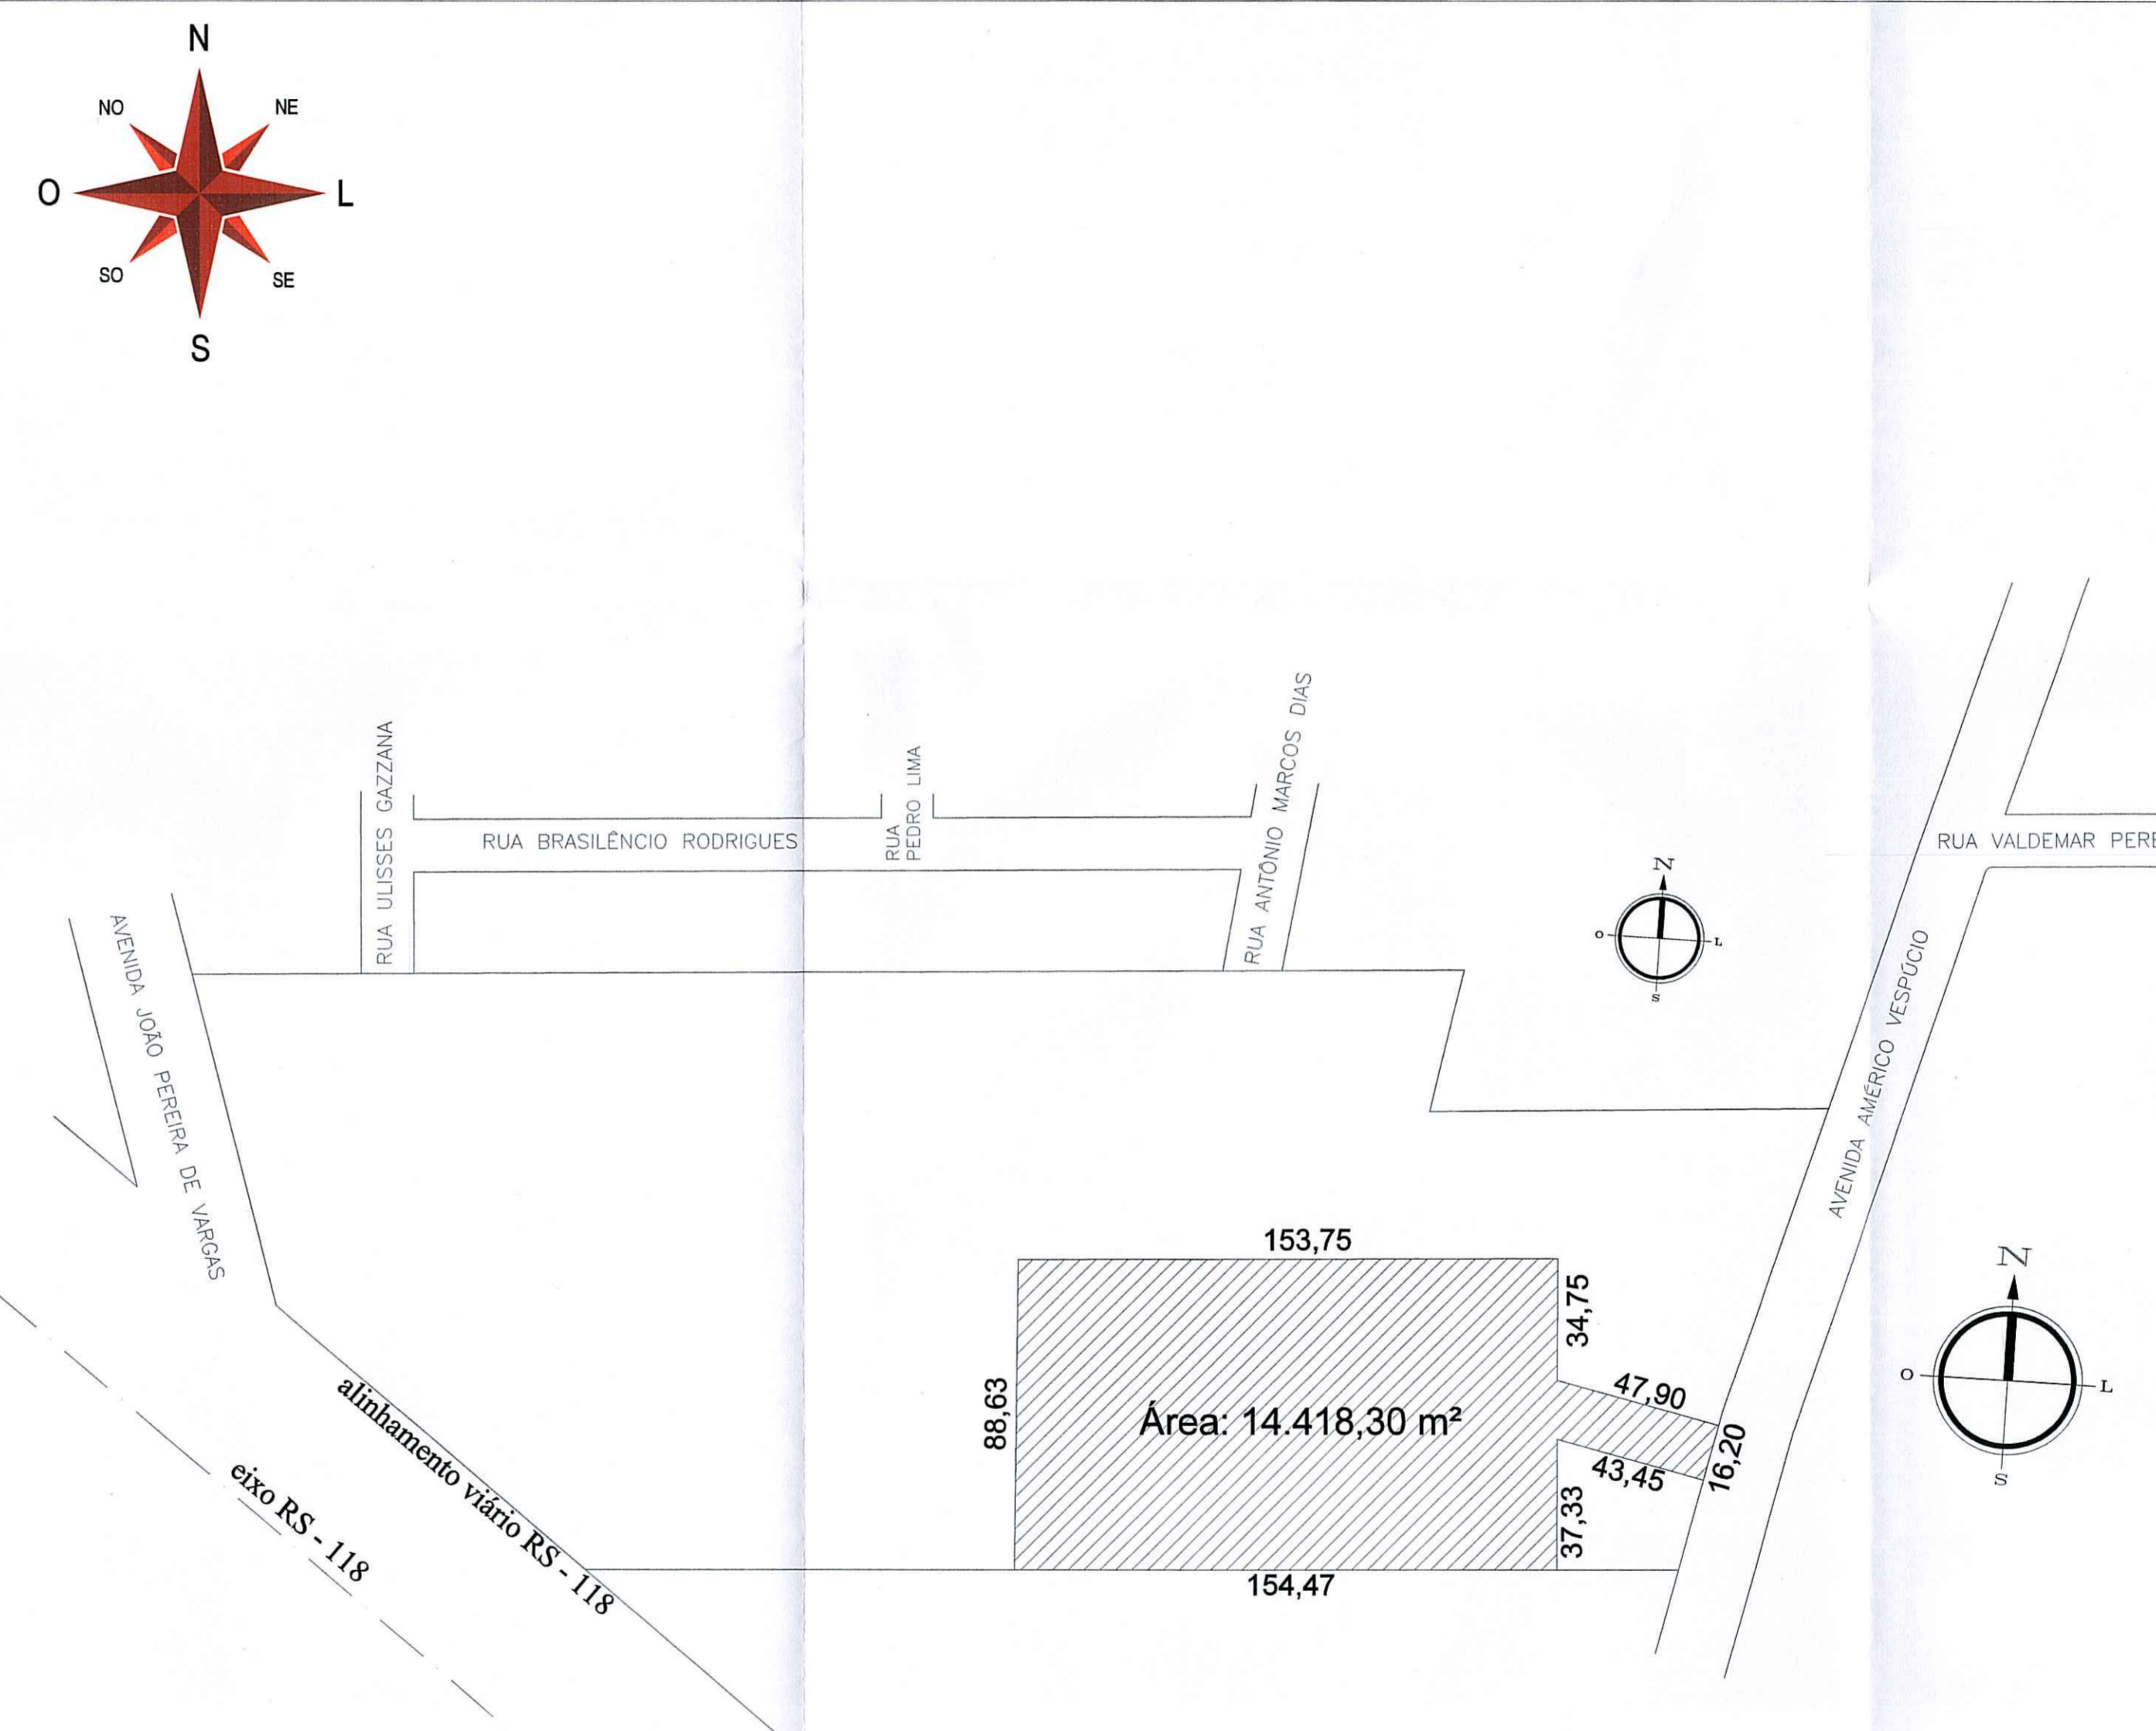 N
NO
NE
O
L
SO
SE
S
RUA ULISSES GAZZANA
RUA BRASILÊNCIO RODRIGUES
RUA
PEDRO LIMA
RUA ANTÔNIO MARCOS DIAS
RUA VALDEMAR PERE
N
O
L
S
AVENIDA JOÃO PEREIRA DE VARGAS
AVENIDA AMÉRICO VESPÚCIO
153,75
34,75
N
O
L
S
88,63
Área: 14.418,30 m²
47,90
16,20
43,45
37,33
154,47
alinhamento viário RS - 118
eixo RS - 118